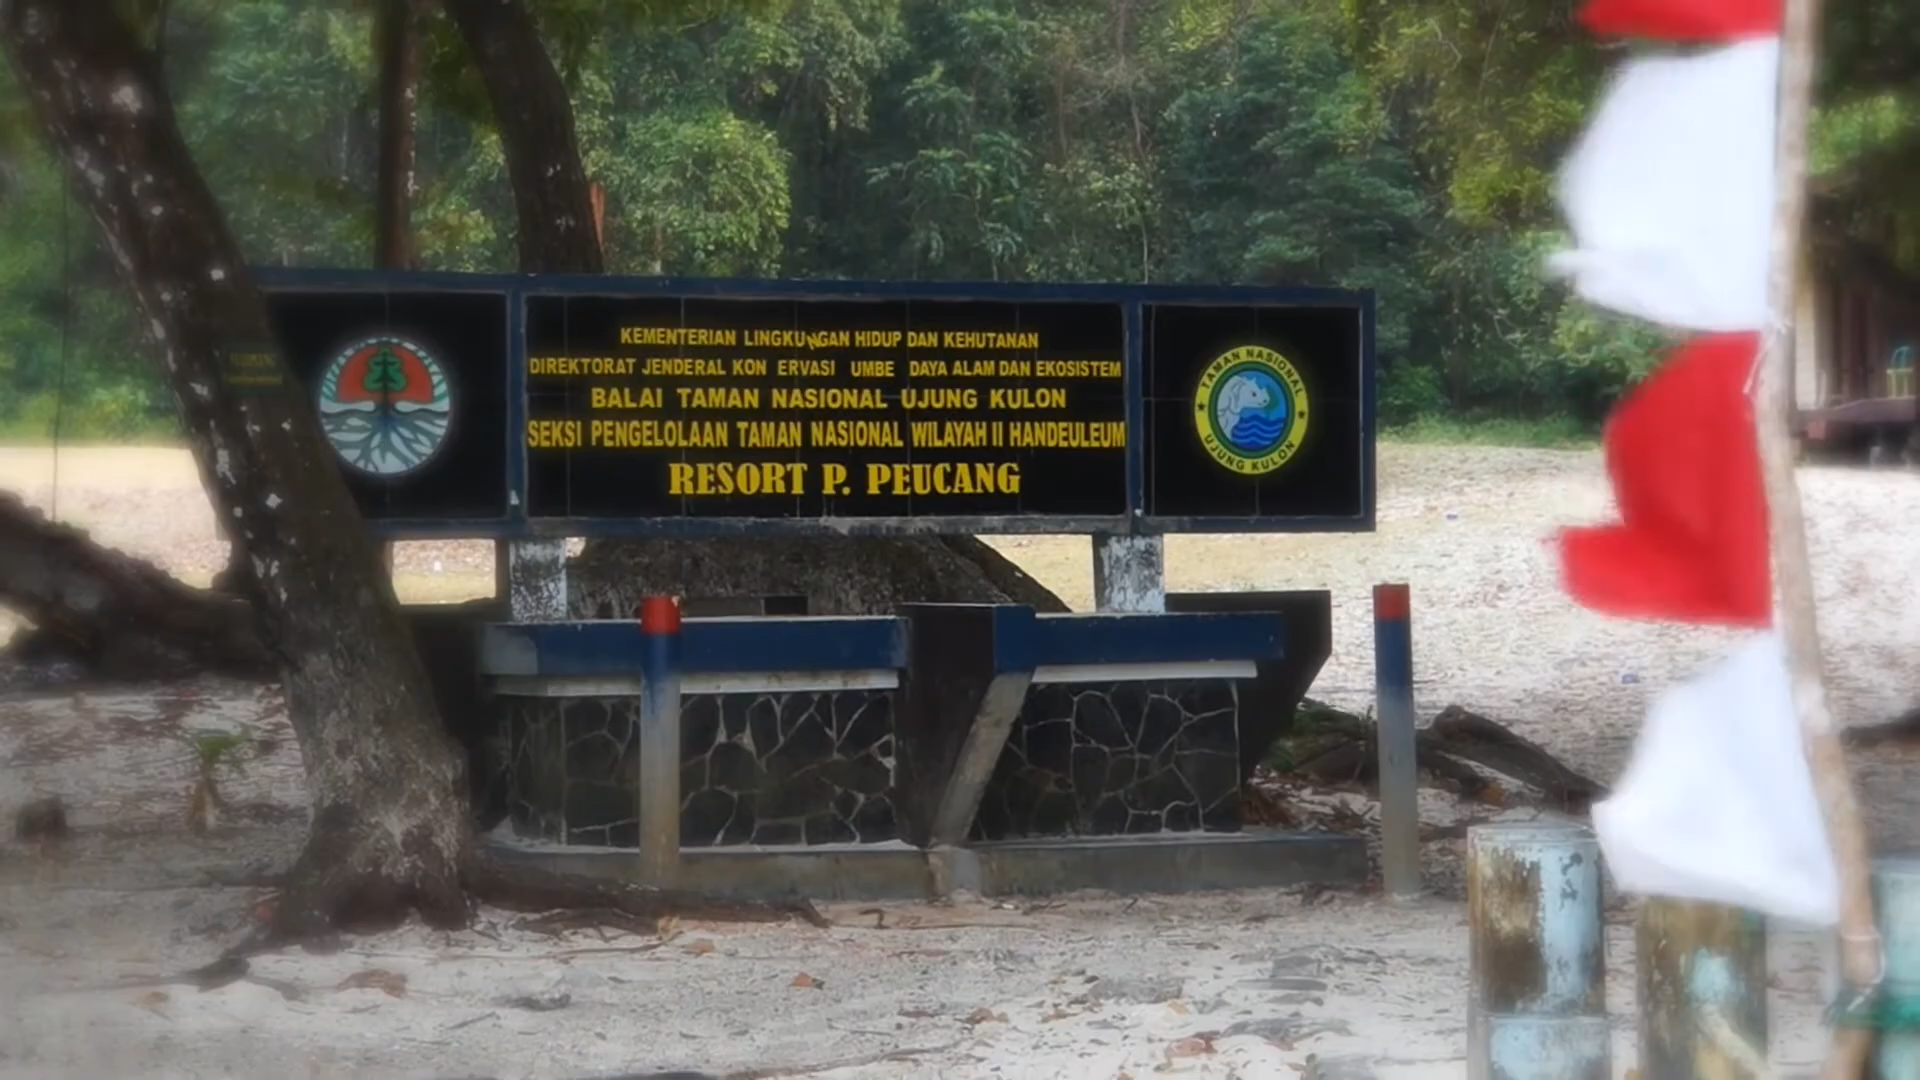 KEMENTERIAN LINGKUNGAN HIDUP DAN KEHUTANAN
DIREKTORAT JENDERAL KON ERVASI UMBE DAYA ALAM DAN EKOSISTEM
BALAI TAMAN NASIONAL UJUNG KULON
SEKSI PENGELOLAAN TAMAN NASIONAL WILAYAH II HANDEULEUM
RESORT P. PEUCANG
TAMAN NASIONAL
UJUNG KULON